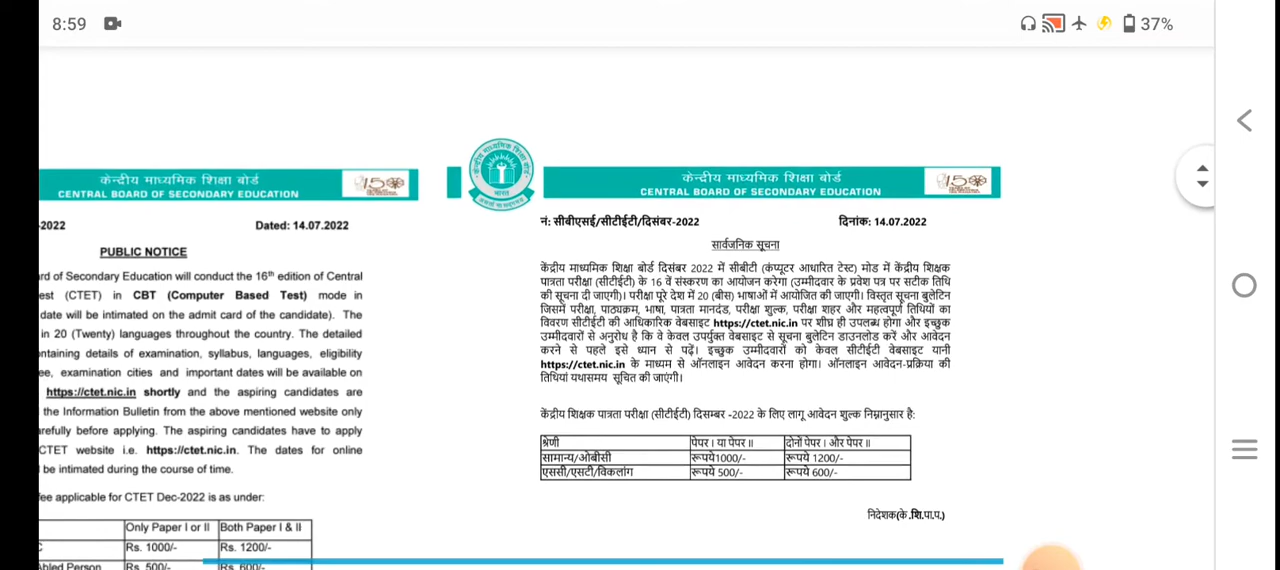 8:59
37%
केन्द्रीय माध्यमिक शिक्षा बोर्ड
CENTRAL BOARD OF SECONDARY EDUCATION
-2022 Dated: 14.07.2022
PUBLIC NOTICE
rd of Secondary Education will conduct the 16th edition of Central
est (CTET) in CBT (Computer Based Test) mode in
date will be intimated on the admit card of the candidate). The
in 20 (Twenty) languages throughout the country. The detailed
ntaining details of examination, syllabus, languages, eligibility
ee, examination cities and important dates will be available on
https://ctet.nic.in shortly and the aspiring candidates are
the Information Bulletin from the above mentioned website only
refully before applying. The aspiring candidates have to apply
CTET website i.e. https://ctet.nic.in. The dates for online
be intimated during the course of time.
fee applicable for CTET Dec-2022 is as under:
Only Paper I or II Both Paper I & II
C Rs. 1000/- Rs. 1200/-
abled Person Rs. 500/- Rs. 600/-
केन्द्रीय माध्यमिक शिक्षा बोर्ड
CENTRAL BOARD OF SECONDARY EDUCATION
भारत
नं: सीबीएसई/सीटीईटी/दिसंबर-2022 दिनांक: 14.07.2022
सार्वजनिक सूचना
केंद्रीय माध्यमिक शिक्षा बोर्ड दिसंबर 2022 में सीबीटी (कंप्यूटर आधारित टेस्ट) मोड में केंद्रीय शिक्षक
पात्रता परीक्षा (सीटीईटी) के 16 वें संस्करण का आयोजन करेगा (उम्मीदवार के प्रवेश पत्र पर सटीक तिथि
की सूचना दी जाएगी)। परीक्षा पूरे देश में 20 (बीस) भाषाओं में आयोजित की जाएगी। विस्तृत सूचना बुलेटिन
जिसमें परीक्षा, पाठ्यक्रम, भाषा, पात्रता मानदंड, परीक्षा शुल्क, परीक्षा शहर और महत्वपूर्ण तिथियों का
विवरण सीटीईटी की आधिकारिक वेबसाइट https://ctet.nic.in पर शीघ्र ही उपलब्ध होगा और इच्छुक
उम्मीदवारों से अनुरोध है कि वे केवल उपर्युक्त वेबसाइट से सूचना बुलेटिन डाउनलोड करें और आवेदन
करने से पहले इसे ध्यान से पढ़ें। इच्छुक उम्मीदवारों को केवल सीटीईटी वेबसाइट यानी
https://ctet.nic.in के माध्यम से ऑनलाइन आवेदन करना होगा। ऑनलाइन आवेदन-प्रक्रिया की
तिथियां यथासमय सूचित की जाएंगी।
केंद्रीय शिक्षक पात्रता परीक्षा (सीटीईटी) दिसम्बर -2022 के लिए लागू आवेदन शुल्क निम्नानुसार है:
श्रेणी पेपर I या पेपर II दोनों पेपर I और पेपर II
सामान्य/ओबीसी रूपये1000/- रूपये 1200/-
एससी/एसटी/विकलांग रूपये 500/- रूपये 600/-
निदेशक(के.शि.पा.प.)